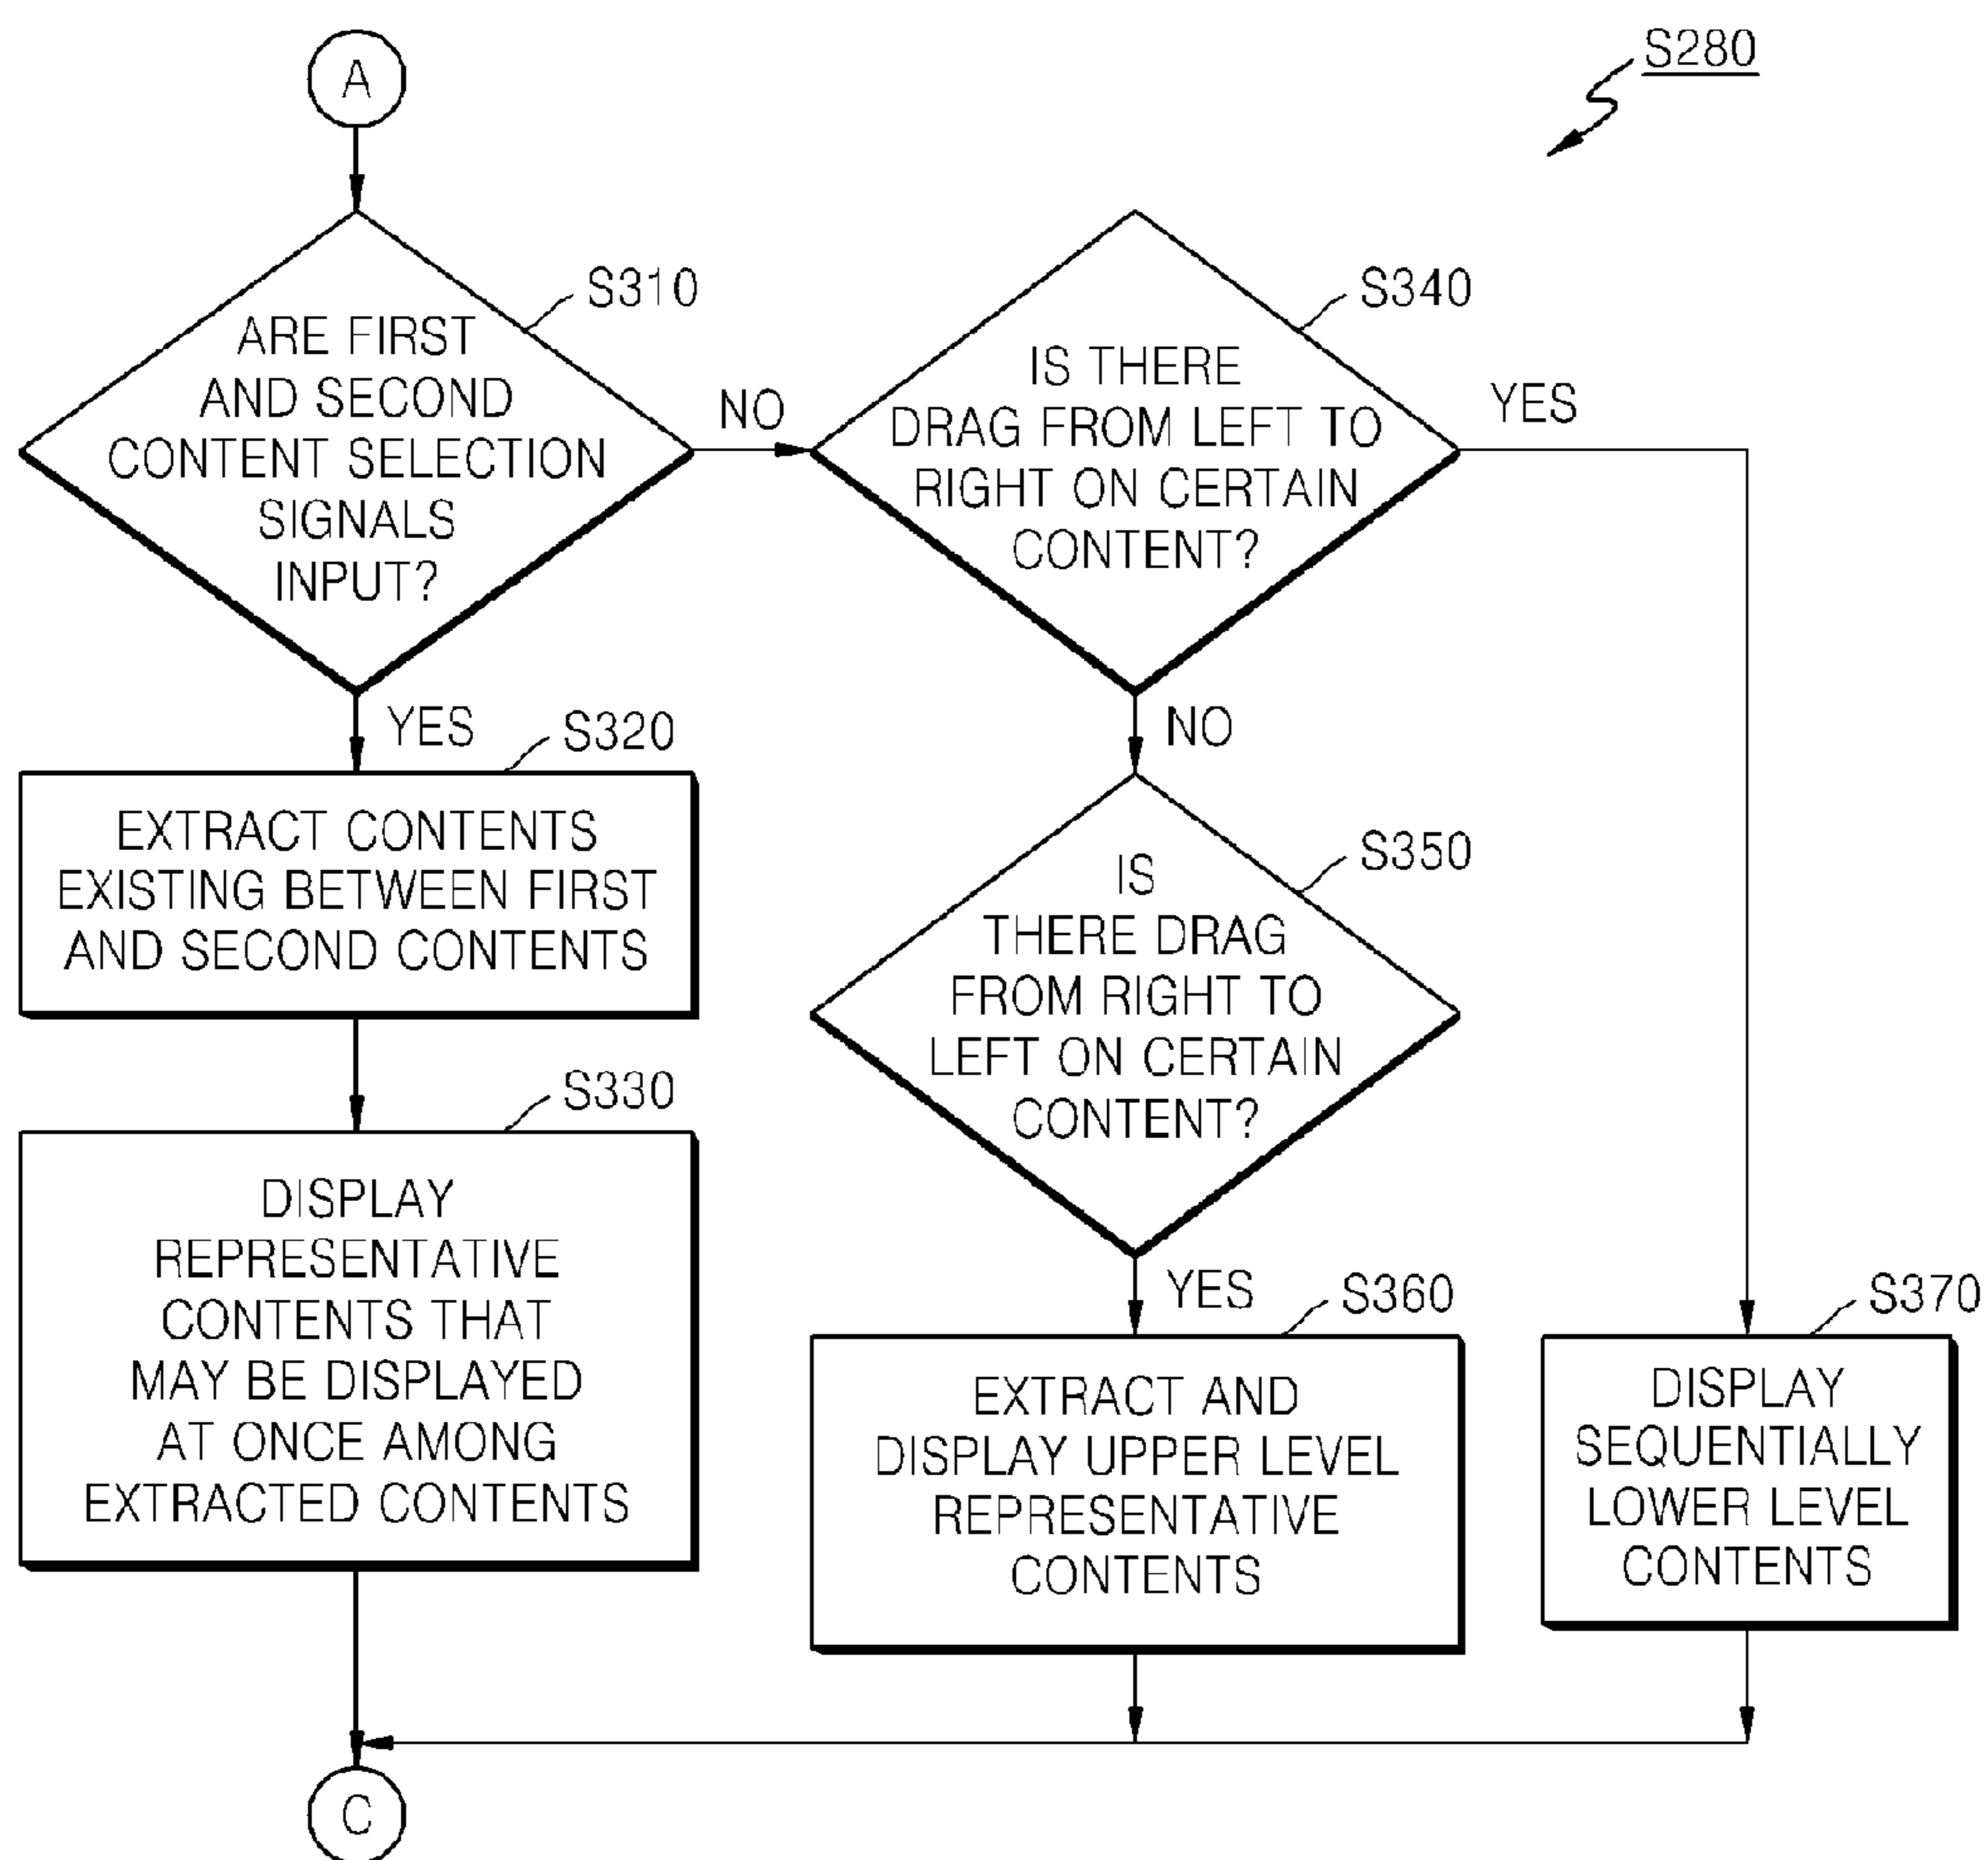 A
S280
S310
ARE FIRST
AND SECOND
CONTENT SELECTION
SIGNALS
INPUT?
NO
S340
IS THERE
DRAG FROM LEFT TO
RIGHT ON CERTAIN
CONTENT?
YES
YES
S320
EXTRACT CONTENTS
EXISTING BETWEEN FIRST
AND SECOND CONTENTS
NO
S350
IS
THERE DRAG
FROM RIGHT TO
LEFT ON CERTAIN
CONTENT?
S330
DISPLAY
REPRESENTATIVE
CONTENTS THAT
MAY BE DISPLAYED
AT ONCE AMONG
EXTRACTED CONTENTS
YES
S360
EXTRACT AND
DISPLAY UPPER LEVEL
REPRESENTATIVE
CONTENTS
S370
DISPLAY
SEQUENTIALLY
LOWER LEVEL
CONTENTS
C